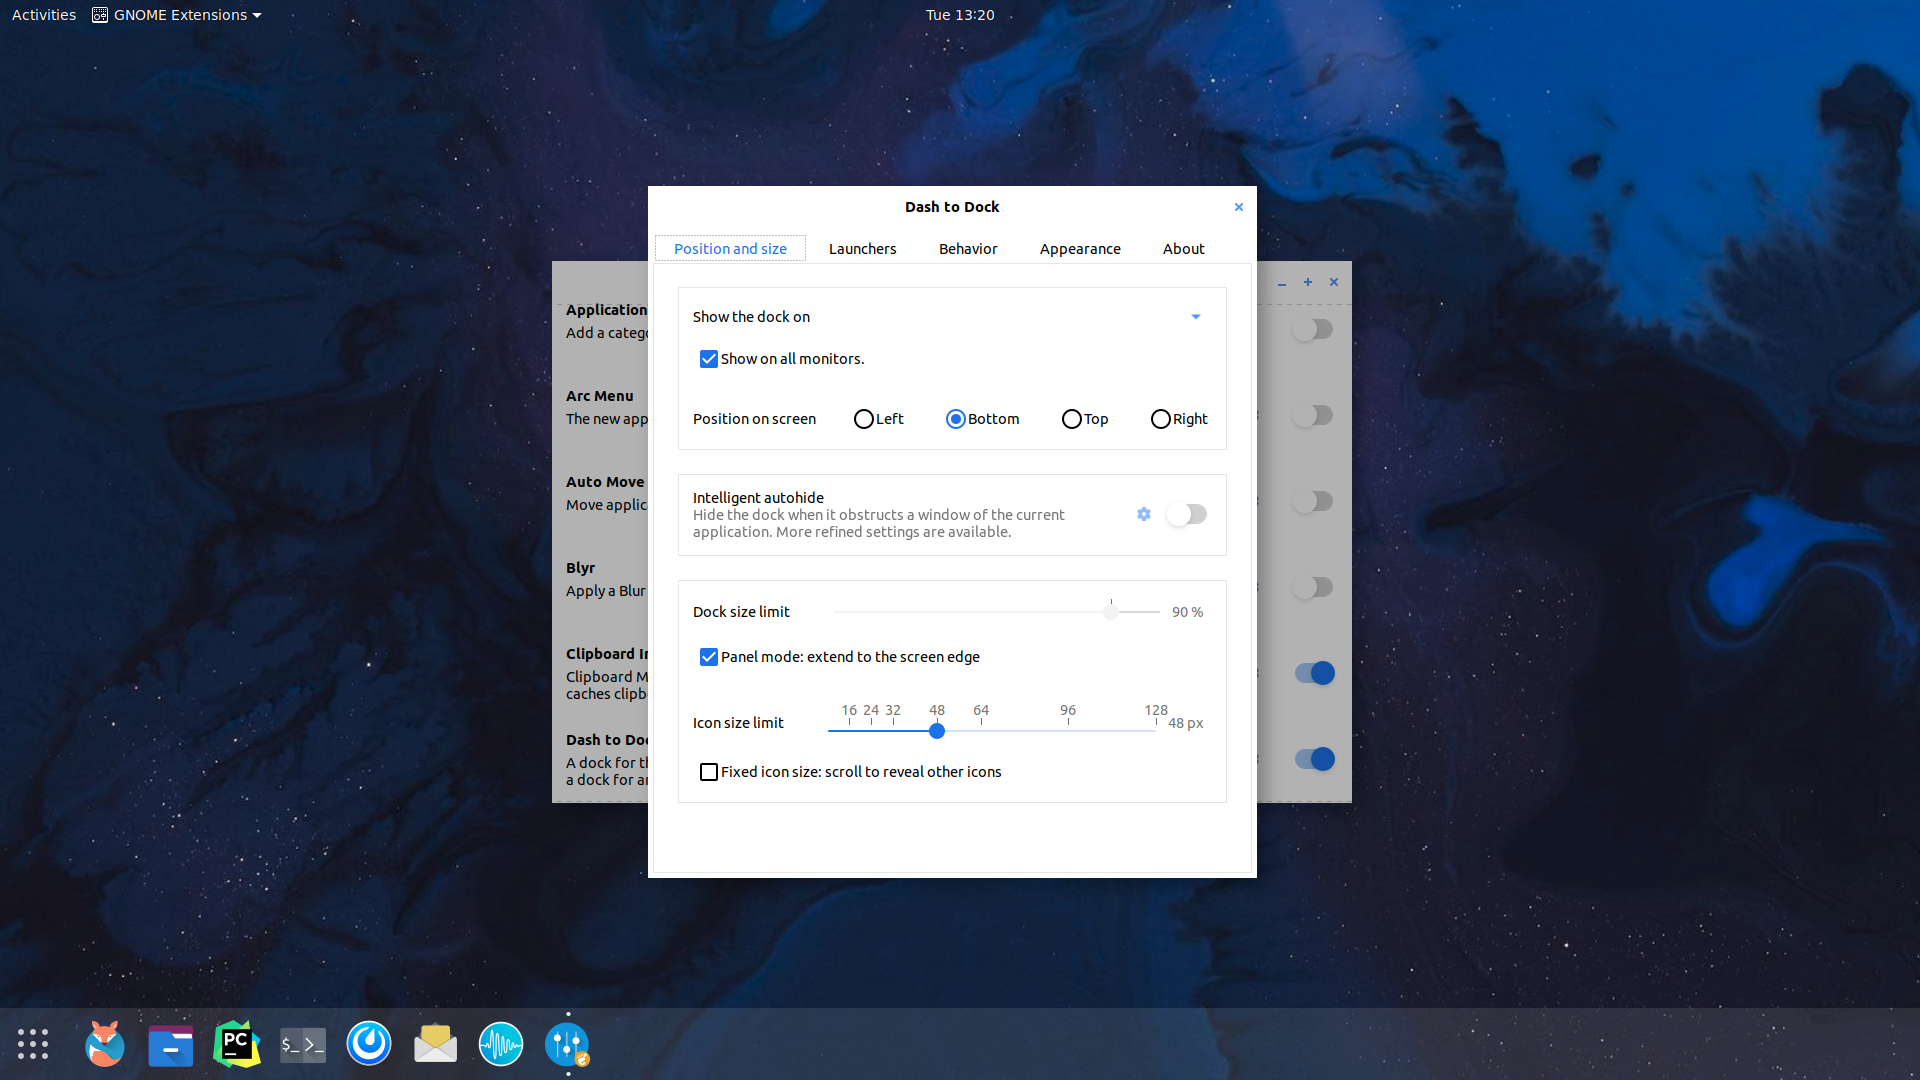 Activities
GNOME Extensions
Tue 13:20
Dash to Dock
Position and size
Launchers
Behavior
Appearance
About
Show the dock on
Show on all monitors.
Position on screen
Left
Bottom
Top
Right
Intelligent autohide
Hide the dock when it obstructs a window of the current
application. More refined settings are available.
Dock size limit
90 %
Panel mode: extend to the screen edge
16 24 32 48 64 96 128
Icon size limit
48 px
Fixed icon size: scroll to reveal other icons
Application
Add a catego
Arc Menu
The new app
Auto Move
Move applic
Blyr
Apply a Blur
Clipboard In
Clipboard M
caches clipb
Dash to Doc
A dock for th
a dock for an
PC
$_ >_